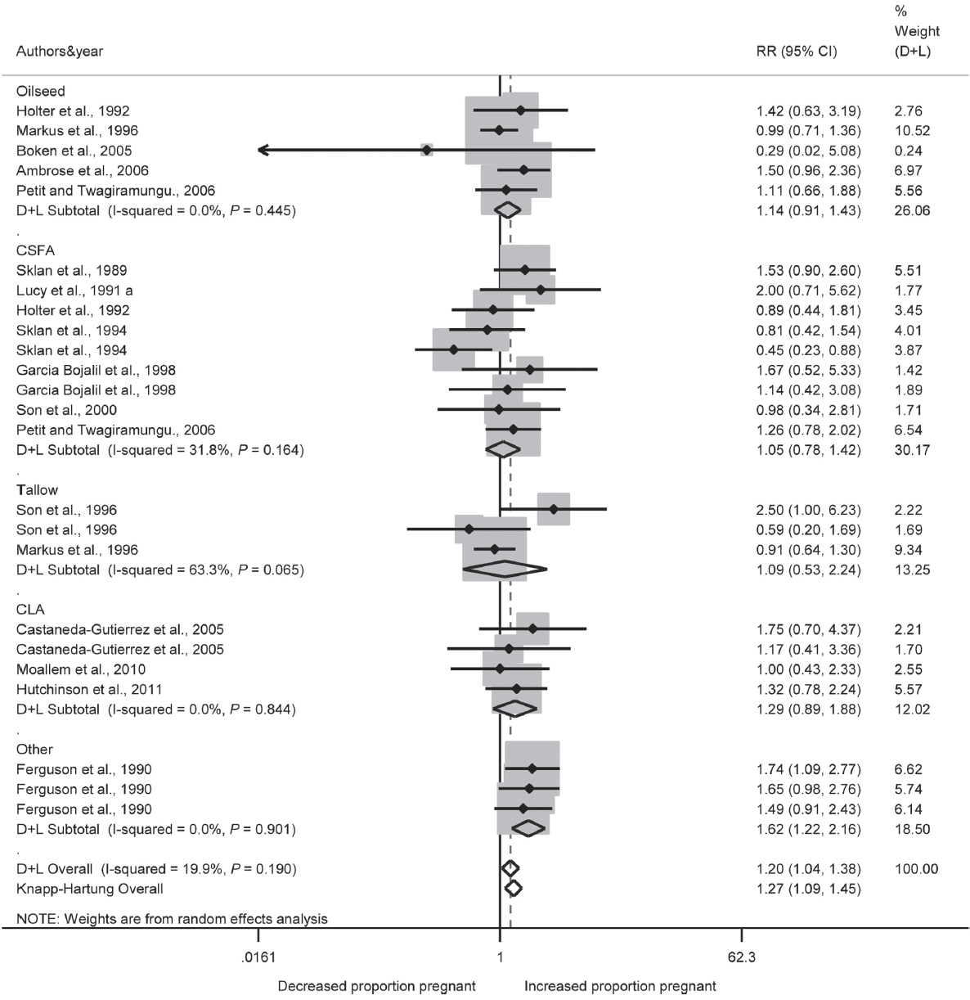 %
Weight
Authors&year RR (95% CI) (D+L)
Oilseed
Holter et al., 1992 1.42 (0.63, 3.19) 2.76
Markus et al., 1996 0.99 (0.71, 1.36) 10.52
Boken et al., 2005 0.29 (0.02, 5.08) 0.24
Ambrose et al., 2006 1.50 (0.96, 2.36) 6.97
Petit and Twagiramungu., 2006 1.11 (0.66, 1.88) 5.56
D+L Subtotal (I-squared = 0.0%, P = 0.445) 1.14 (0.91, 1.43) 26.06
.
CSFA
Sklan et al., 1989 1.53 (0.90, 2.60) 5.51
Lucy et al., 1991 a 2.00 (0.71, 5.62) 1.77
Holter et al., 1992 0.89 (0.44, 1.81) 3.45
Sklan et al., 1994 0.81 (0.42, 1.54) 4.01
Sklan et al., 1994 0.45 (0.23, 0.88) 3.87
Garcia Bojalil et al., 1998 1.67 (0.52, 5.33) 1.42
Garcia Bojalil et al., 1998 1.14 (0.42, 3.08) 1.89
Son et al., 2000 0.98 (0.34, 2.81) 1.71
Petit and Twagiramungu., 2006 1.26 (0.78, 2.02) 6.54
D+L Subtotal (I-squared = 31.8%, P = 0.164) 1.05 (0.78, 1.42) 30.17
.
Tallow
Son et al., 1996 2.50 (1.00, 6.23) 2.22
Son et al., 1996 0.59 (0.20, 1.69) 1.69
Markus et al., 1996 0.91 (0.64, 1.30) 9.34
D+L Subtotal (I-squared = 63.3%, P = 0.065) 1.09 (0.53, 2.24) 13.25
.
CLA
Castaneda-Gutierrez et al., 2005 1.75 (0.70, 4.37) 2.21
Castaneda-Gutierrez et al., 2005 1.17 (0.41, 3.36) 1.70
Moallem et al., 2010 1.00 (0.43, 2.33) 2.55
Hutchinson et al., 2011 1.32 (0.78, 2.24) 5.57
D+L Subtotal (I-squared = 0.0%, P = 0.844) 1.29 (0.89, 1.88) 12.02
.
Other
Ferguson et al., 1990 1.74 (1.09, 2.77) 6.62
Ferguson et al., 1990 1.65 (0.98, 2.76) 5.74
Ferguson et al., 1990 1.49 (0.91, 2.43) 6.14
D+L Subtotal (I-squared = 0.0%, P = 0.901) 1.62 (1.22, 2.16) 18.50
.
D+L Overall (I-squared = 19.9%, P = 0.190) 1.20 (1.04, 1.38) 100.00
Knapp-Hartung Overall 1.27 (1.09, 1.45)
NOTE: Weights are from random effects analysis
.0161 1 62.3
Decreased proportion pregnant Increased proportion pregnant